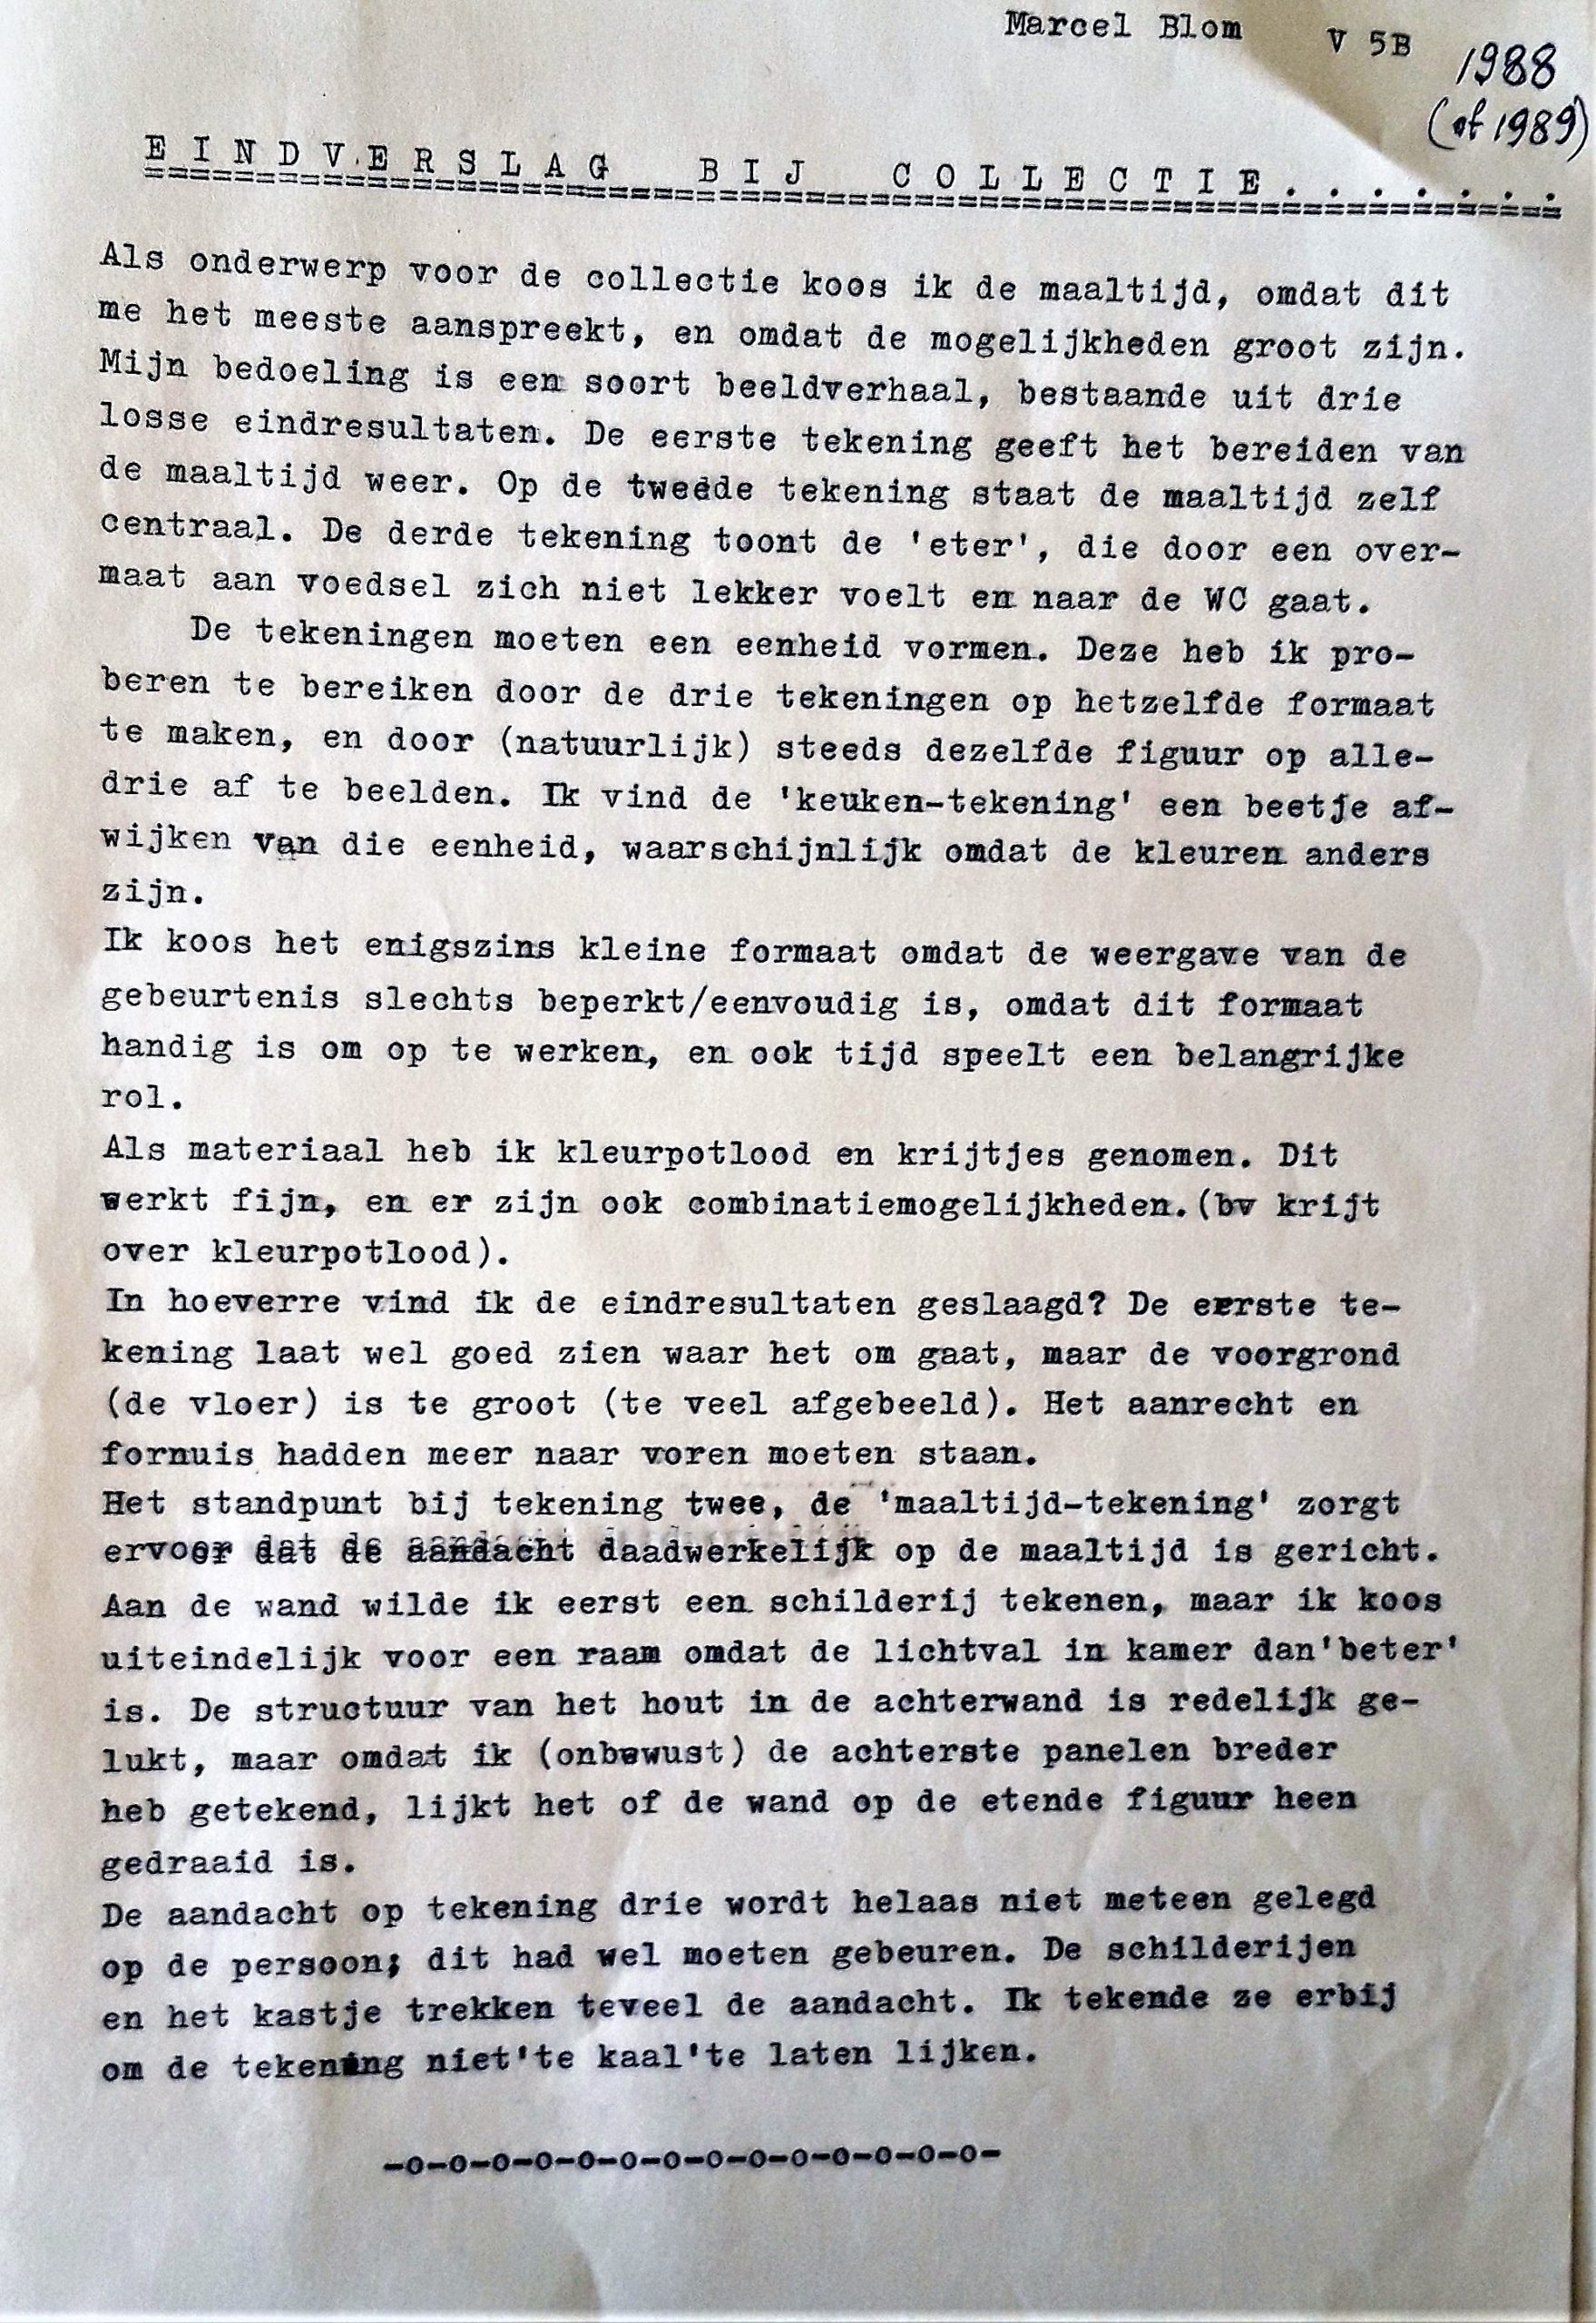 Marcel Blom V 5B
1988
(of 1989)
EINDVERSLAG BIJ COLLECTIE.......
Als onderwerp voor de collectie koos ik de maaltijd, omdat dit
me het meeste aanspreekt, en omdat de mogelijkheden groot zijn.
Mijn bedoeling is een soort beeldverhaal, bestaande uit drie
losse eindresultaten. De eerste tekening geeft het bereiden van
de maaltijd weer. Op de tweede tekening staat de maaltijd zelf
centraal. De derde tekening toont de 'eter', die door een over-
maat aan voedsel zich niet lekker voelt en naar de WC gaat.
De tekeningen moeten een eenheid vormen. Deze heb ik pro-
beren te bereiken door de drie tekeningen op hetzelfde formaat
te maken, en door (natuurlijk) steeds dezelfde figuur op alle-
drie af te beelden. Ik vind de 'keuken-tekening' een beetje af-
wijken van die eenheid, waarschijnlijk omdat de kleuren anders
zijn.
Ik koos het enigszins kleine formaat omdat de weergave van de
gebeurtenis slechts beperkt/eenvoudig is, omdat dit formaat
handig is om op te werken, en ook tijd speelt een belangrijke
rol.
Als materiaal heb ik kleurpotlood en krijtjes genomen. Dit
werkt fijn, en er zijn ook combinatiemogelijkheden.(bv krijt
over kleurpotlood).
In hoeverre vind ik de eindresultaten geslaagd? De eerste te-
kening laat wel goed zien waar het om gaat, maar de voorgrond
(de vloer) is te groot (te veel afgebeeld). Het aanrecht en
fornuis hadden meer naar voren moeten staan.
Het standpunt bij tekening twee, de 'maaltijd-tekening' zorgt
ervoor dat de aandacht daadwerkelijk op de maaltijd is gericht.
Aan de wand wilde ik eerst een schilderij tekenen, maar ik koos
uiteindelijk voor een raam omdat de lichtval in kamer dan'beter'
is. De structuur van het hout in de achterwand is redelijk ge-
lukt, maar omdat ik (onbewust) de achterste panelen breder
heb getekend, lijkt het of de wand op de etende figuur heen
gedraaid is.
De aandacht op tekening drie wordt helaas niet meteen gelegd
op de persoon; dit had wel moeten gebeuren. De schilderijen
en het kastje trekken teveel de aandacht. Ik tekende ze erbij
om de tekening niet'te kaal'te laten lijken.
-o-o-o-o-o-o-o-o-o-o-o-o-o-o-